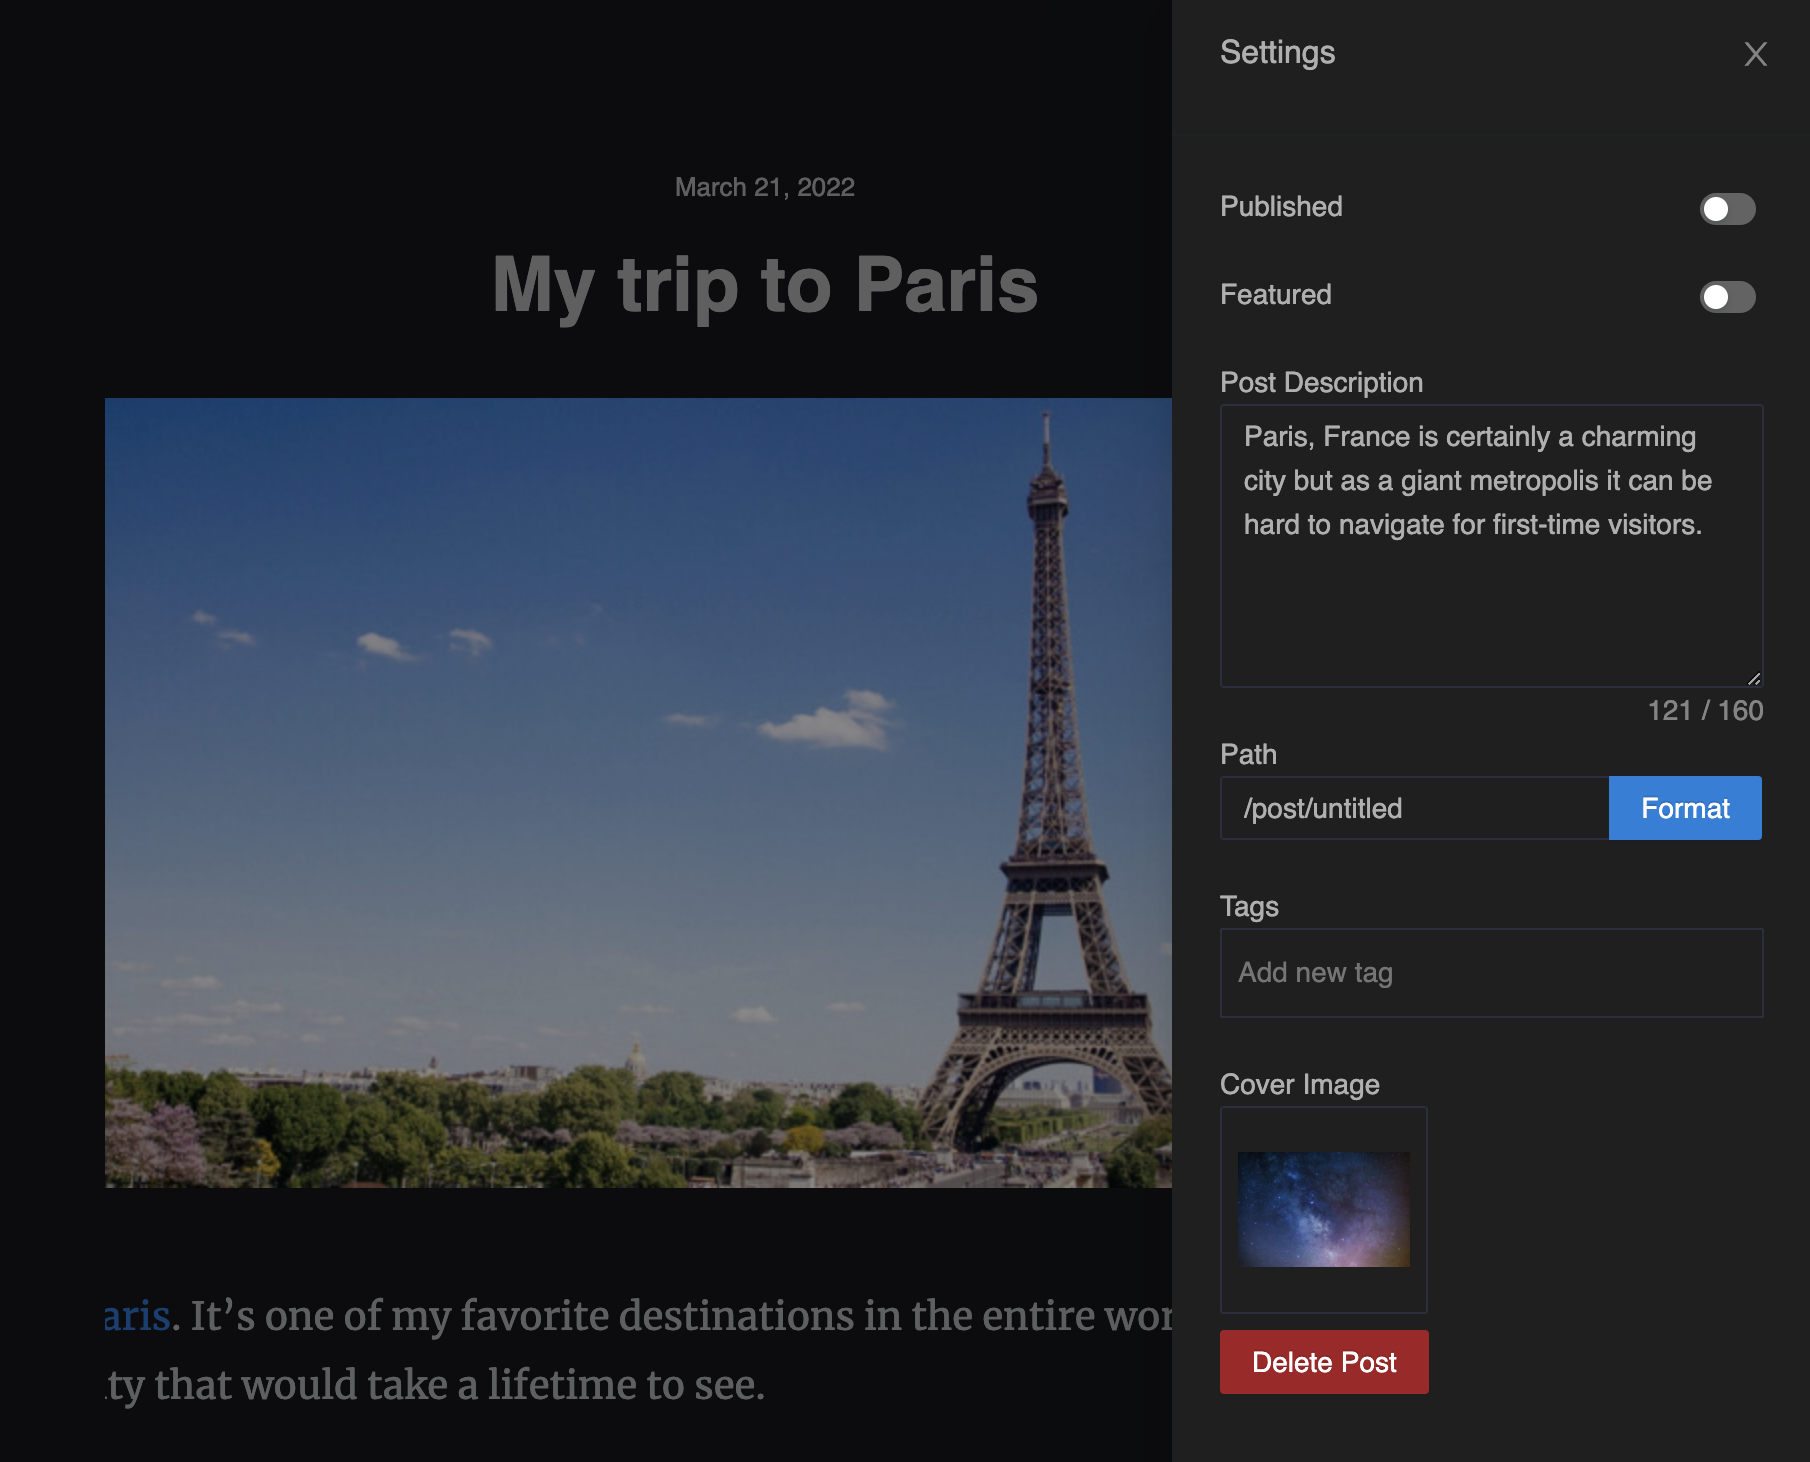 Settings
March 21, 2022
My trip to Paris
Published
Featured
Post Description
Paris, France is certainly a charming
city but as a giant metropolis it can be
hard to navigate for first-time visitors.
121 / 160
Path
/post/untitled
Format
Tags
Add new tag
Cover Image
aris. It’s one of my favorite destinations in the entire wor
ty that would take a lifetime to see.
Delete Post